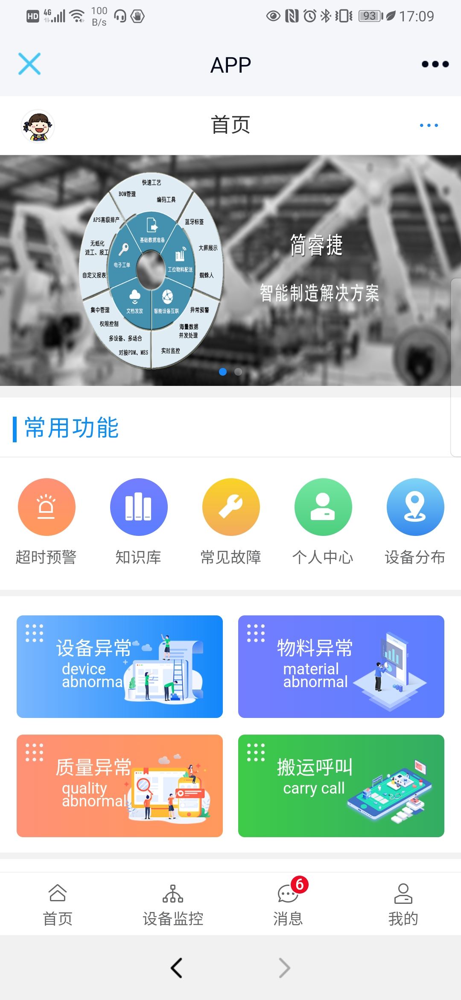 HD 4G 100 B/s 93 17:09
APP
首页
快速工艺
BOM管理
编码工具
APS高级排产
蓝牙标签
基础数据准备
无纸化
派工、报工
大屏展示
电子工单
工位物料配送
自定义报表
蜘蛛人
集中管理
文档发放
智能设备互联
异常预警
权限控制
海量数据
并发处理
多设备、多场合
对接PDM、MES
实时监控
简睿捷
智能制造解决方案
常用功能
超时预警
知识库
常见故障
个人中心
设备分布
设备异常
device
abnorma
物料异常
material
abnormal
质量异常
quality
abnormal
搬运呼叫
carry call
6
首页
设备监控
消息
我的